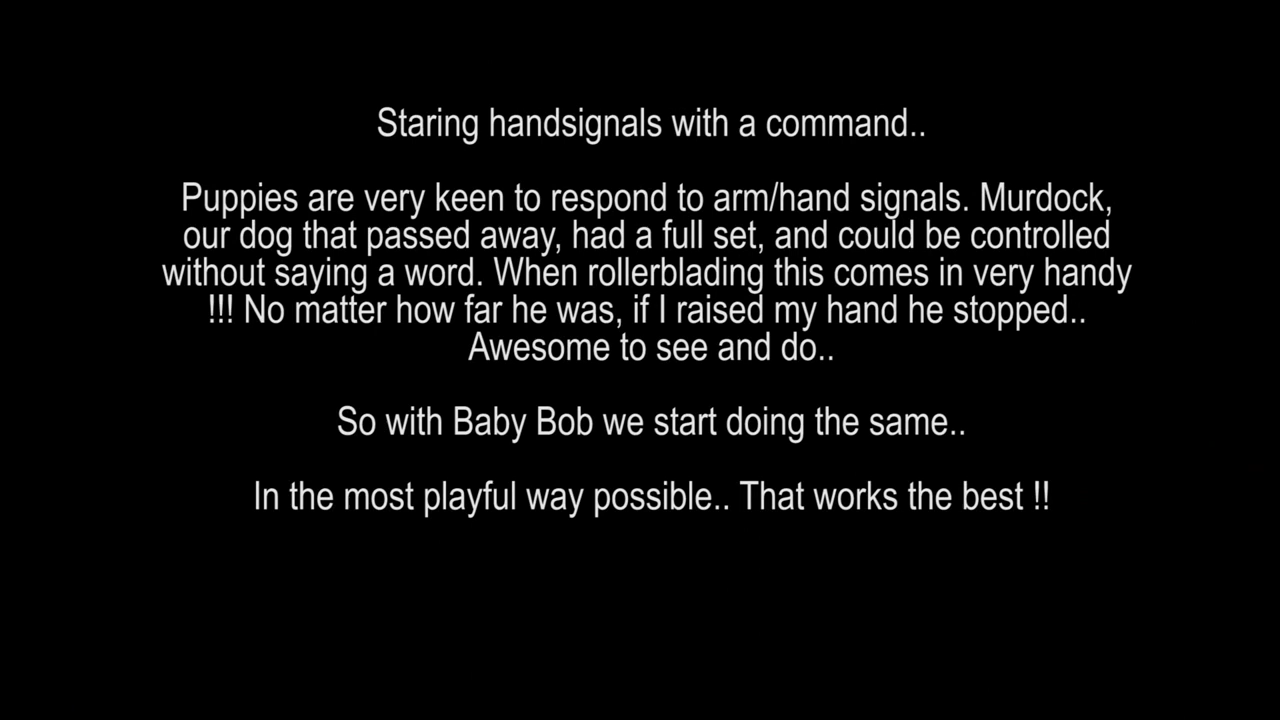 Staring handsignals with a command..
Puppies are very keen to respond to arm/hand signals. Murdock,
our dog that passed away, had a full set, and could be controlled
without saying a word. When rollerblading this comes in very handy
!!! No matter how far he was, if I raised my hand he stopped..
Awesome to see and do..
So with Baby Bob we start doing the same..
In the most playful way possible.. That works the best !!